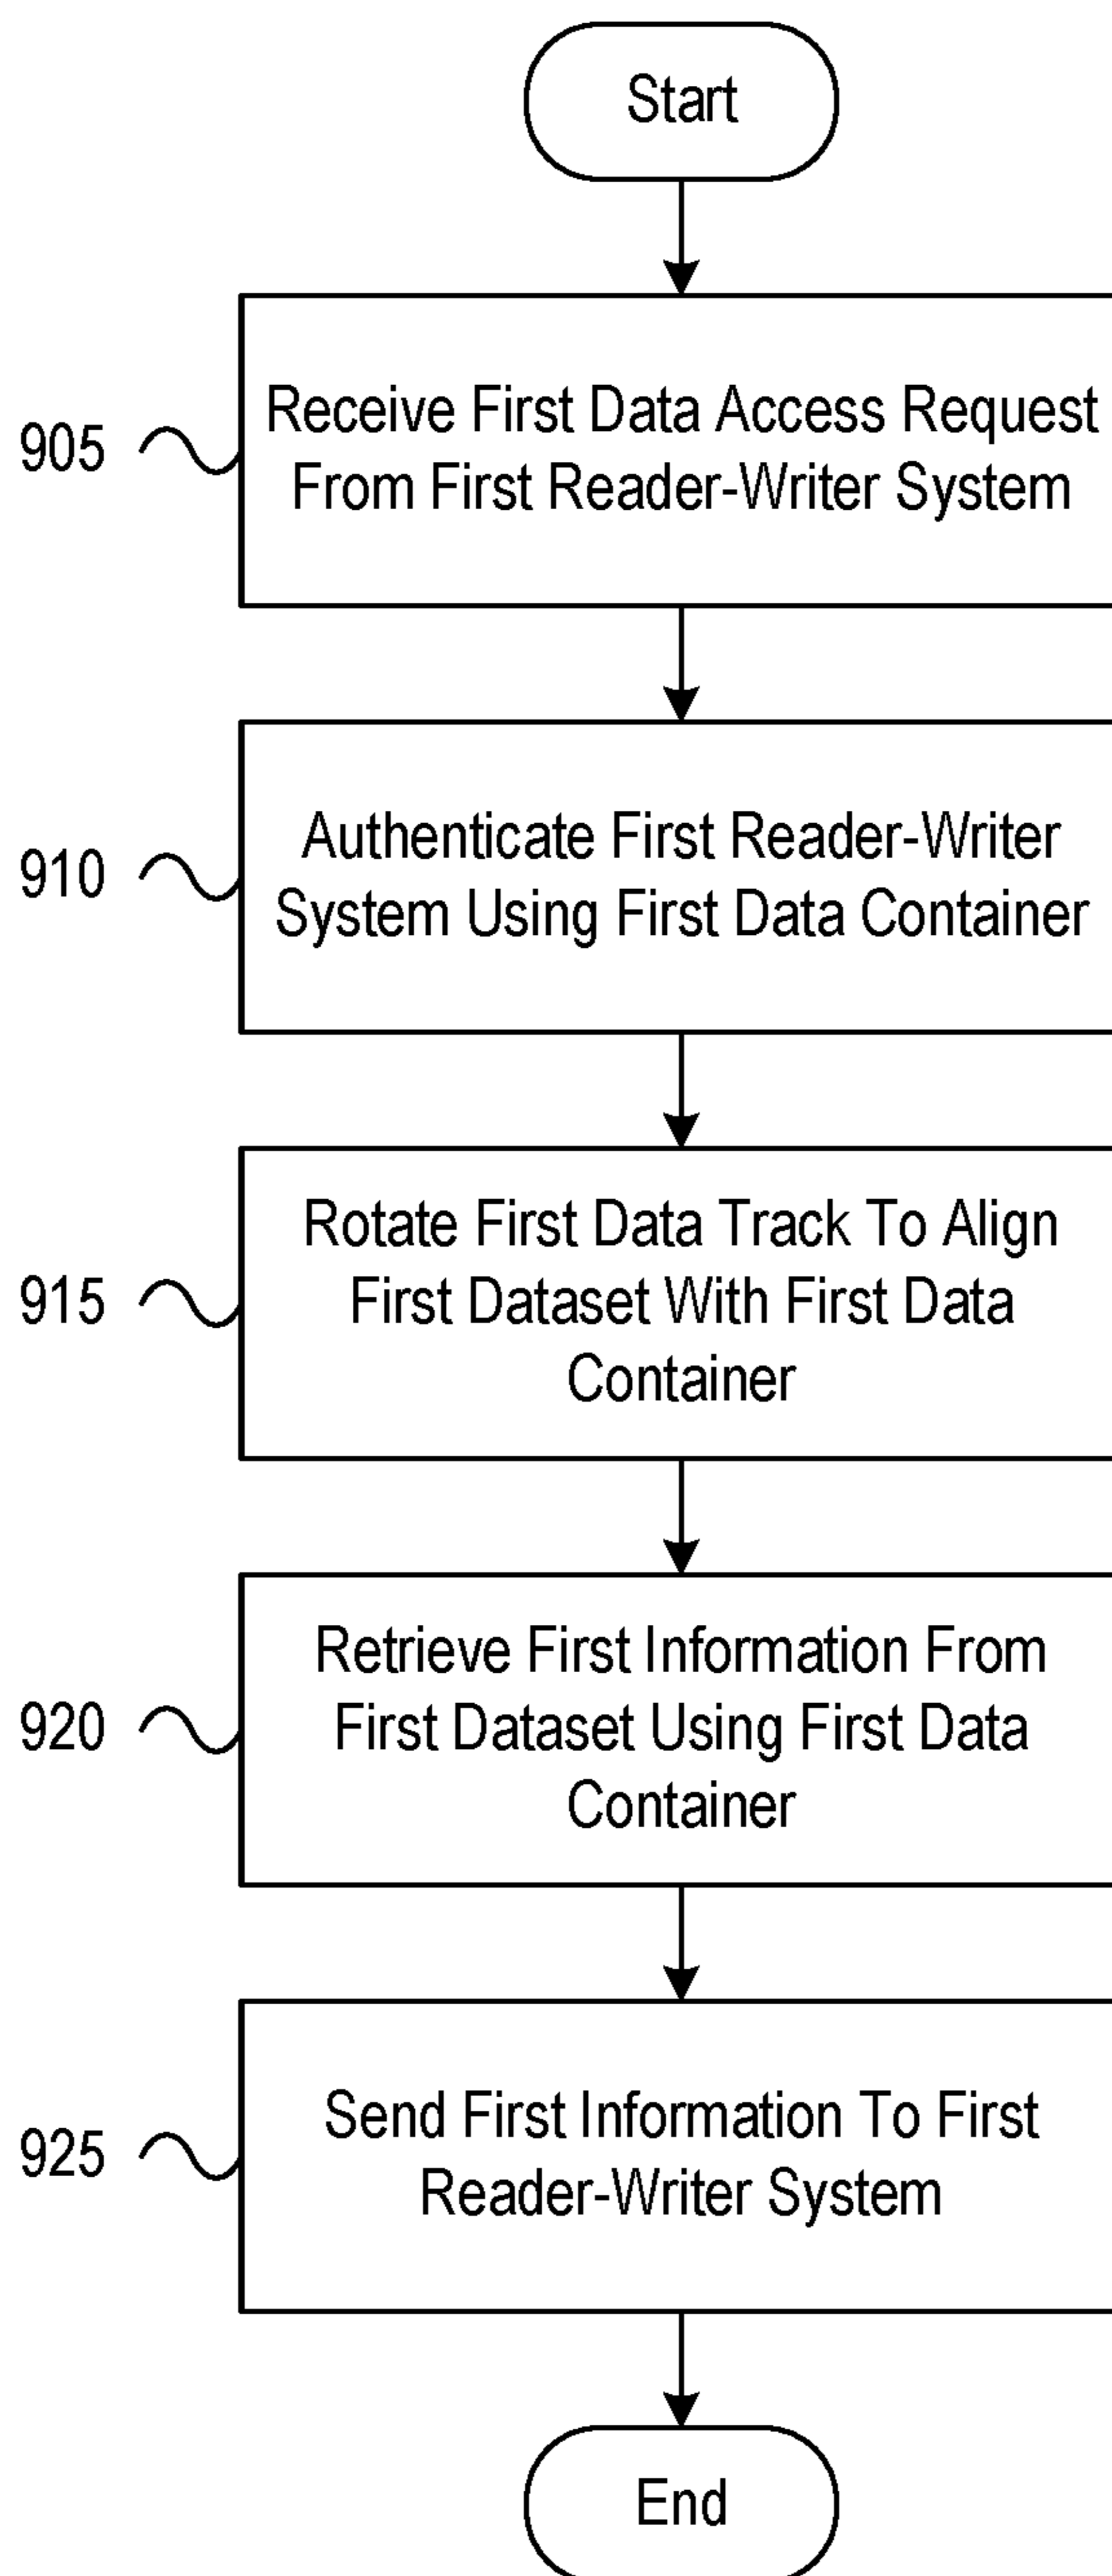 Start
905
Receive First Data Access Request
From First Reader-Writer System
910
Authenticate First Reader-Writer
System Using First Data Container
915
Rotate First Data Track To Align
First Dataset With First Data
Container
920
Retrieve First Information From
First Dataset Using First Data
Container
925
Send First Information To First
Reader-Writer System
End